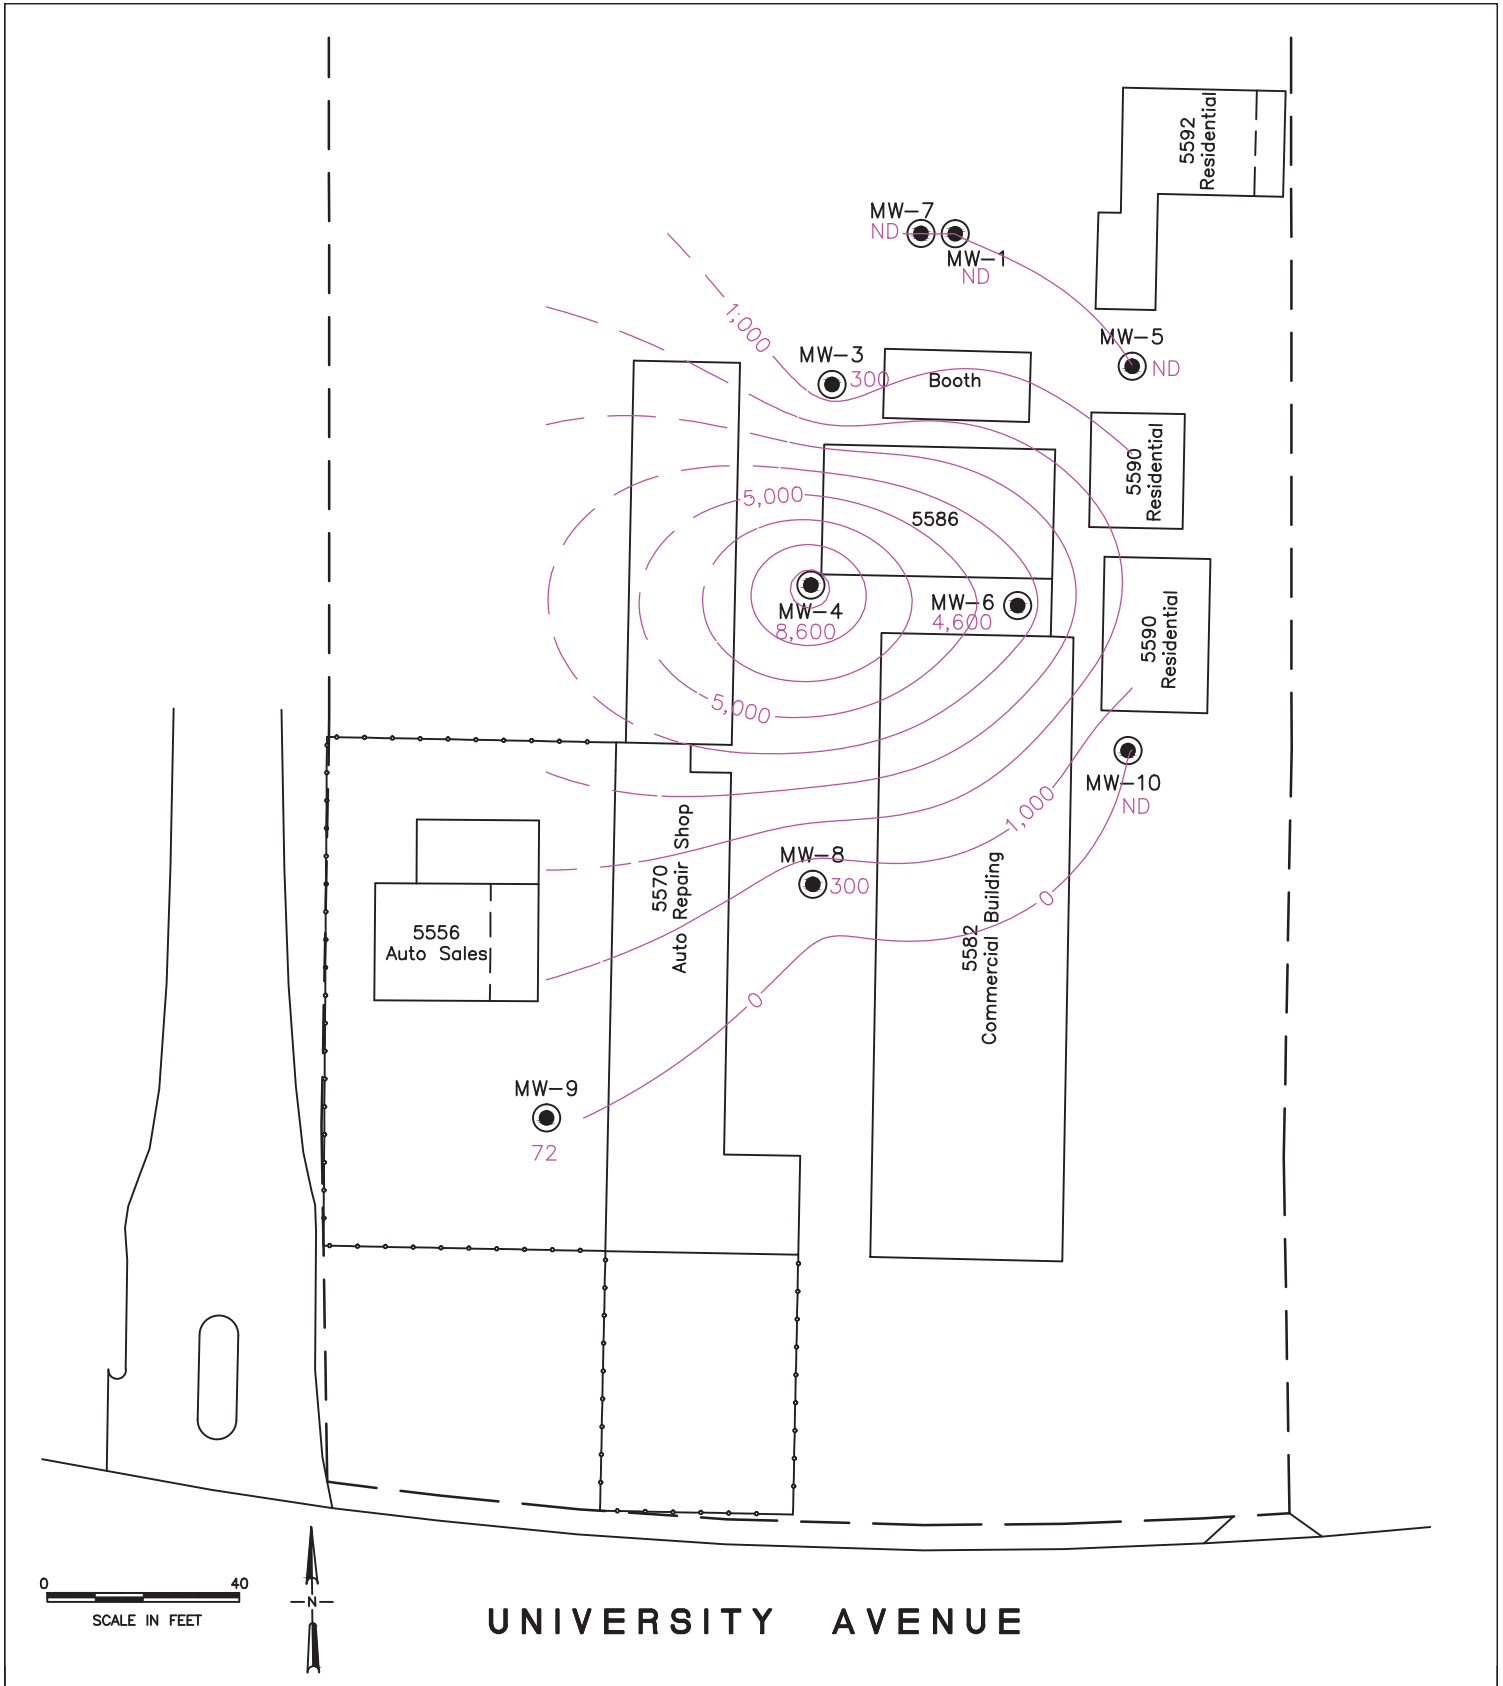 5592
Residential
MW-7
ND
MW-1
ND
1,000
MW-3
300
Booth
MW-5
ND
5590
Residential
5,000
5586
MW-4
8,600
MW-6
4,600
5590
Residential
5,000
MW-10
ND
1,000
MW-8
300
5570
Auto Repair Shop
5556
Auto Sales
0
5582
Commercial Building
0
MW-9
72
0 40
SCALE IN FEET
N
UNIVERSITY AVENUE